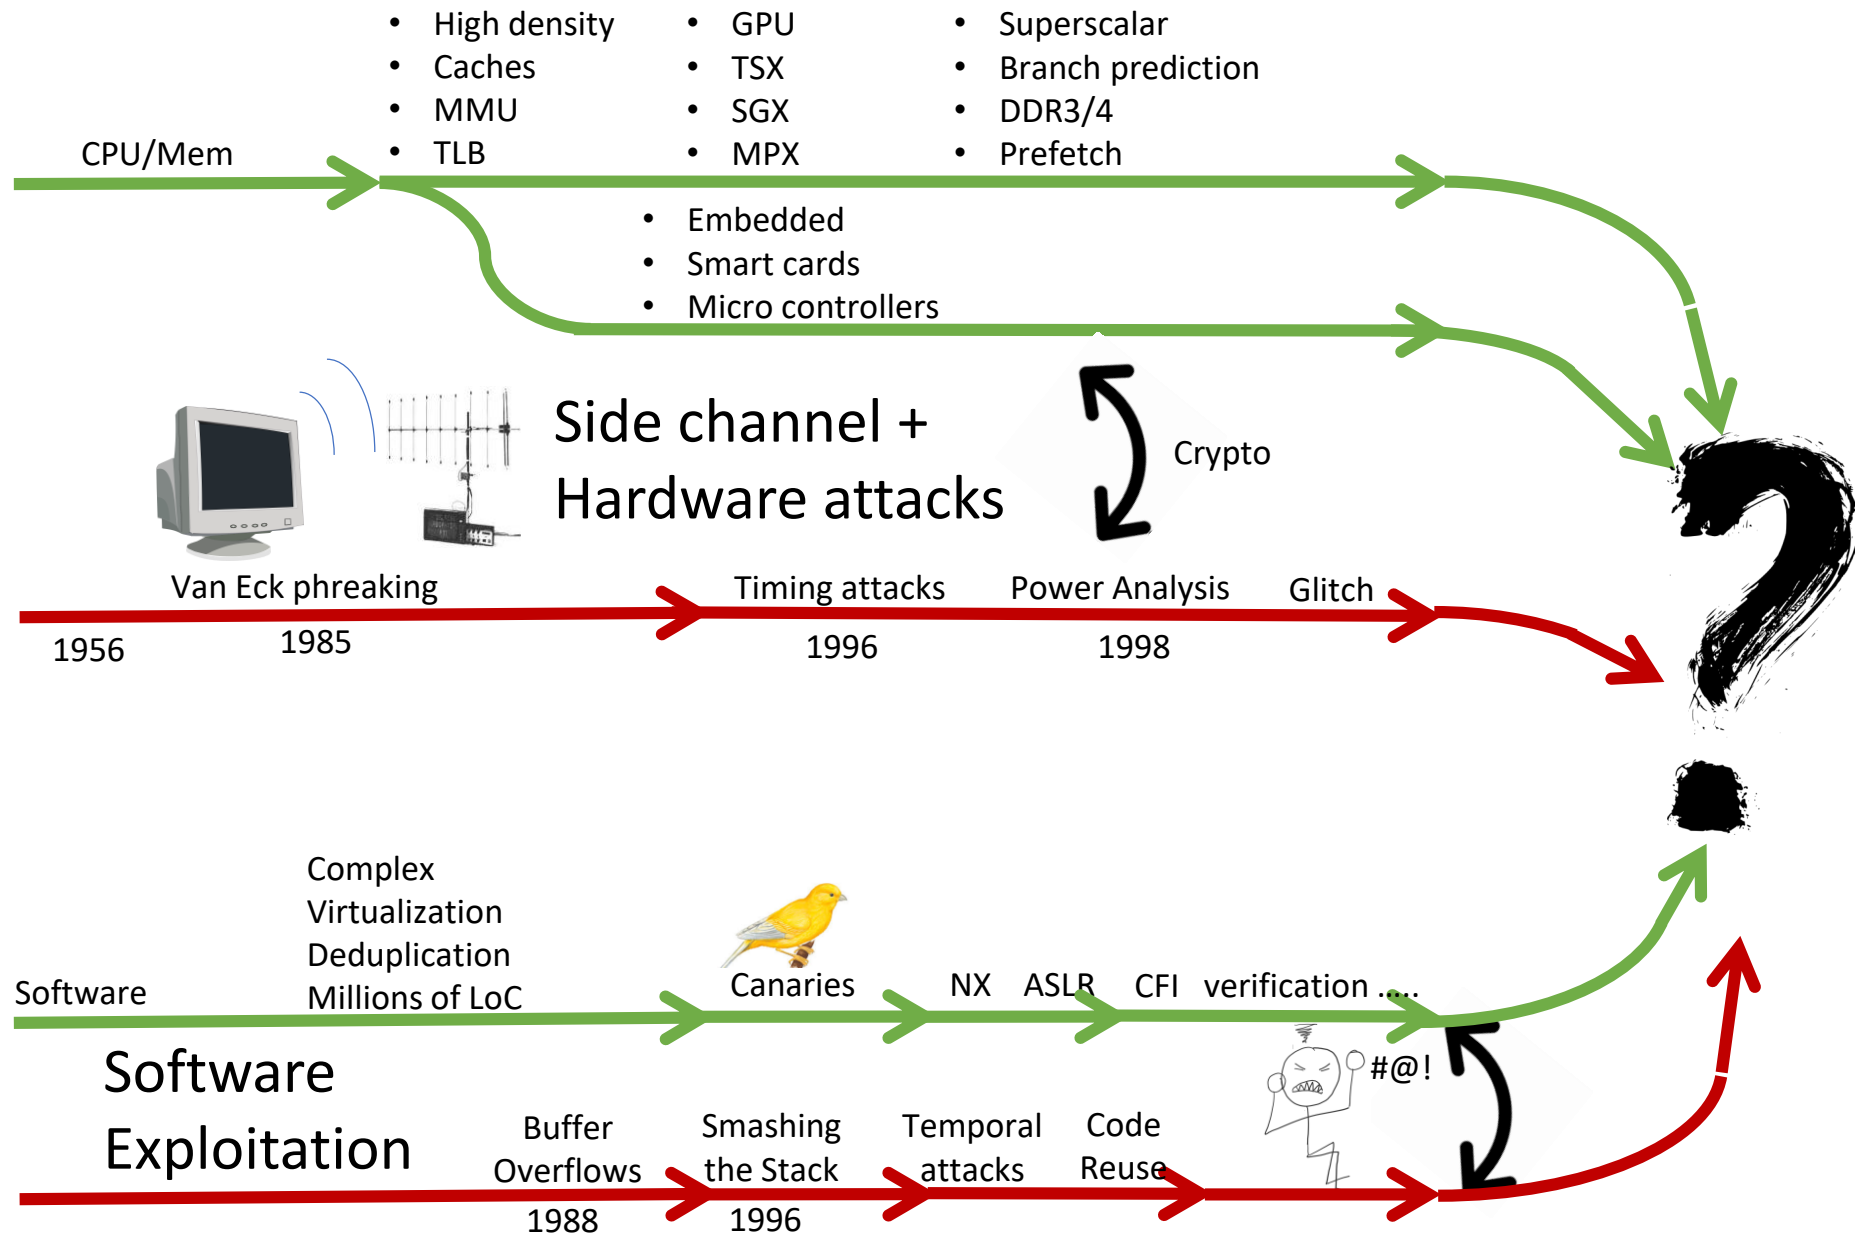 • High density
• Caches
• MMU
• TLB
• GPU
• TSX
• SGX
• MPX
• Superscalar
• Branch prediction
• DDR3/4
• Prefetch
CPU/Mem
• Embedded
• Smart cards
• Micro controllers
Side channel +
Hardware attacks
Crypto
Van Eck phreaking
Timing attacks
Power Analysis
Glitch
1956
1985
1996
1998
Complex
Virtualization
Deduplication
Millions of LoC
Software
Canaries
NX
ASLR
CFI
verification .....
#@!
Software
Exploitation
Buffer
Overflows
1988
Smashing
the Stack
1996
Temporal
attacks
Code
Reuse